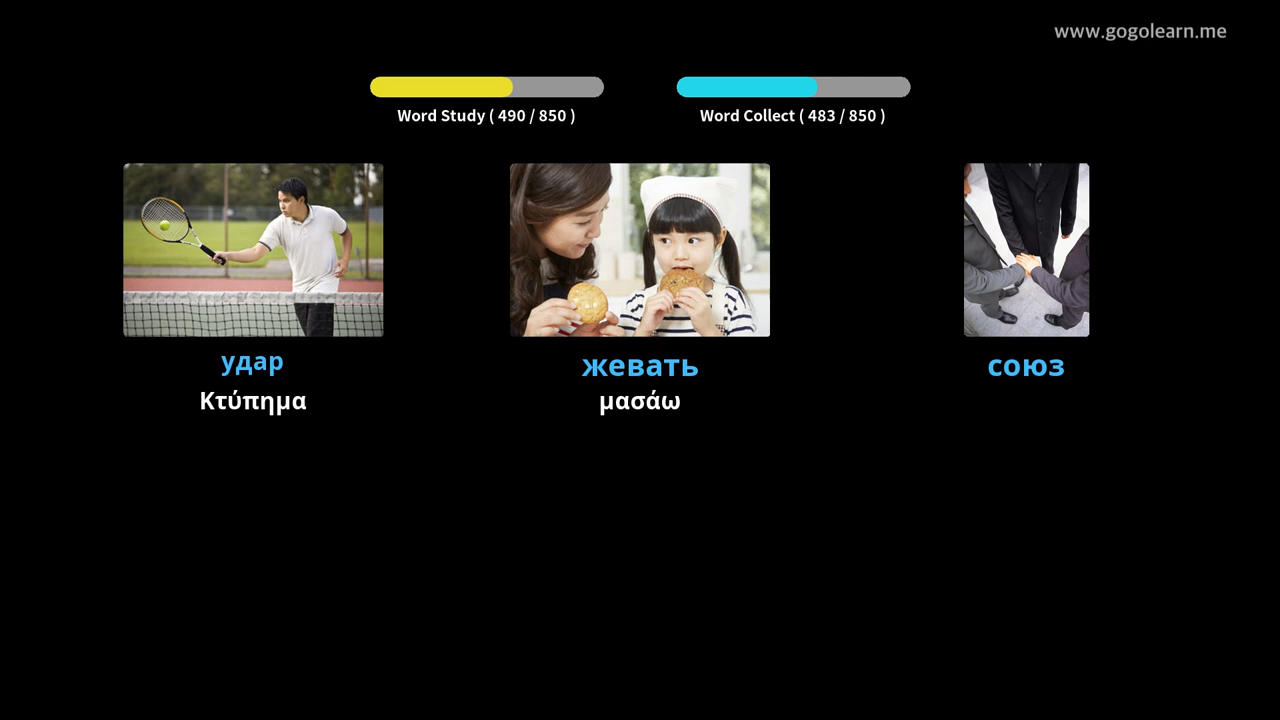 www.gogolearn.me
Word Study ( 490 / 850 )
Word Collect ( 483 / 850 )
удар
Κτύπημα
жевать
μασάω
союз